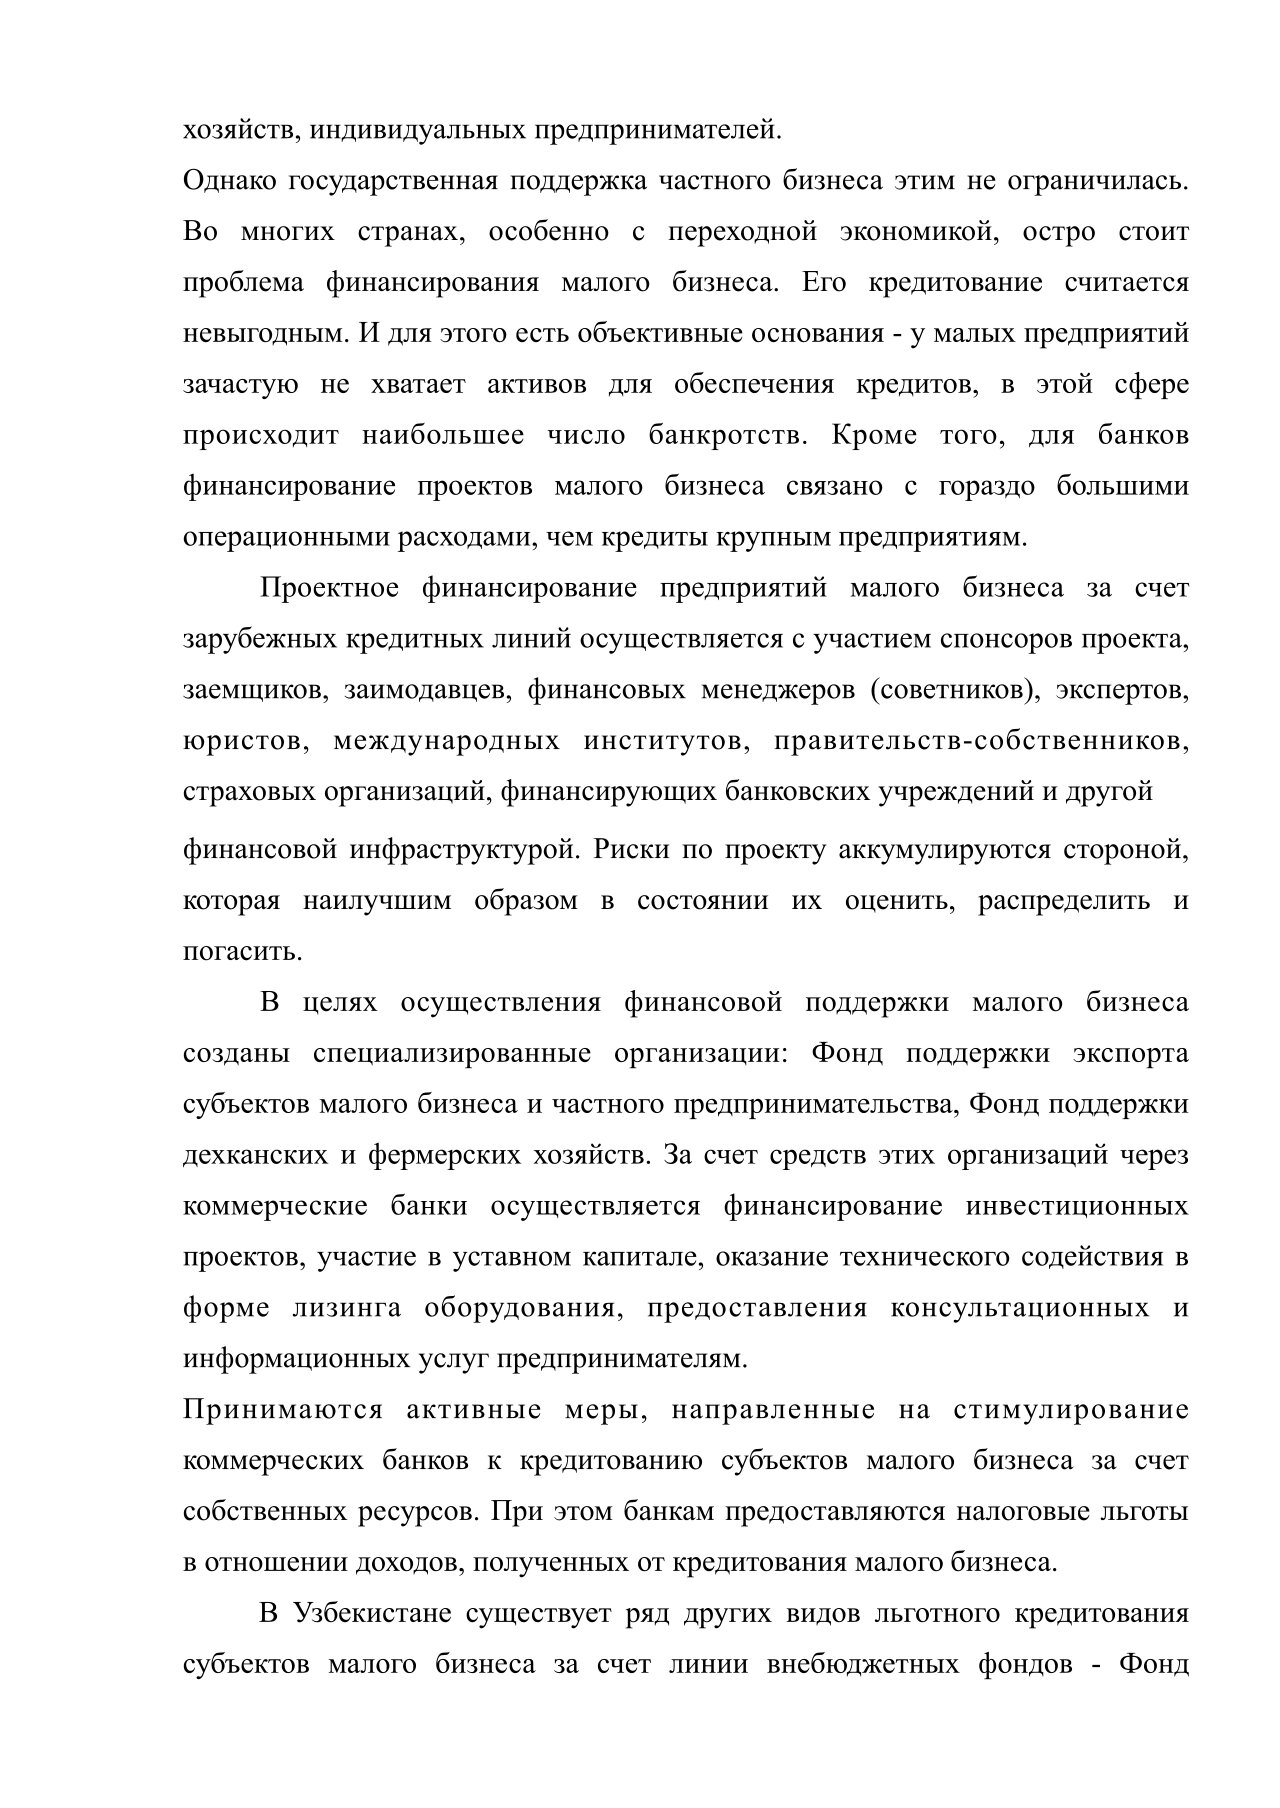 хозяйств, индивидуальных предпринимателей.
Однако государственная поддержка частного бизнеса этим не ограничилась.
Во многих странах, особенно с переходной экономикой, остро стоит
проблема финансирования малого бизнеса. Его кредитование считается
невыгодным. И для этого есть объективные основания - у малых предприятий
зачастую не хватает активов для обеспечения кредитов, в этой сфере
происходит наибольшее число банкротств. Кроме того, для банков
финансирование проектов малого бизнеса связано с гораздо большими
операционными расходами, чем кредиты крупным предприятиям.
Проектное финансирование предприятий малого бизнеса за счет
зарубежных кредитных линий осуществляется с участием спонсоров проекта,
заемщиков, заимодавцев, финансовых менеджеров (советников), экспертов,
юристов, международных институтов, правительств-собственников,
страховых организаций, финансирующих банковских учреждений и другой
финансовой инфраструктурой. Риски по проекту аккумулируются стороной,
которая наилучшим образом в состоянии их оценить, распределить и
погасить.
В целях осуществления финансовой поддержки малого бизнеса
созданы специализированные организации: Фонд поддержки экспорта
субъектов малого бизнеса и частного предпринимательства, Фонд поддержки
дехканских и фермерских хозяйств. За счет средств этих организаций через
коммерческие банки осуществляется финансирование инвестиционных
проектов, участие в уставном капитале, оказание технического содействия в
форме лизинга оборудования, предоставления консультационных и
информационных услуг предпринимателям.
Принимаются активные меры, направленные на стимулирование
коммерческих банков к кредитованию субъектов малого бизнеса за счет
собственных ресурсов. При этом банкам предоставляются налоговые льготы
в отношении доходов, полученных от кредитования малого бизнеса.
В Узбекистане существует ряд других видов льготного кредитования
субъектов малого бизнеса за счет линии внебюджетных фондов - Фонд